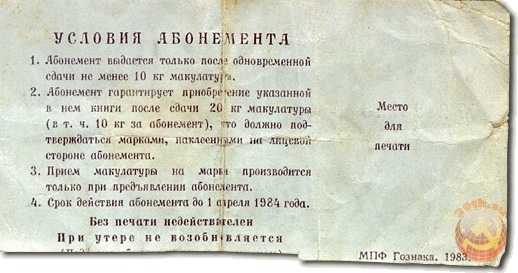 УСЛОВИЯ АБОНЕМЕНТА
1. Абонемент выдается только после одновременной
сдачи не менее 10 кг макулатуры.
2. Абонемент гарантирует приобретение указанной
в нем книги после сдачи 20 кг макулатуры
(в т. ч. 10 кг за абонемент), что должно под-
тверждаться марками, наклеенными на лицевой
стороне абонемента.
3. Прием макулатуры на марки производится
только при предъявлении абонемента.
4. Срок действия абонемента до 1 апреля 1984 года.
Без печати недействителен
При утере не возобновляется
Место
для
печати
МПФ Гознака. 1983.
20th.su